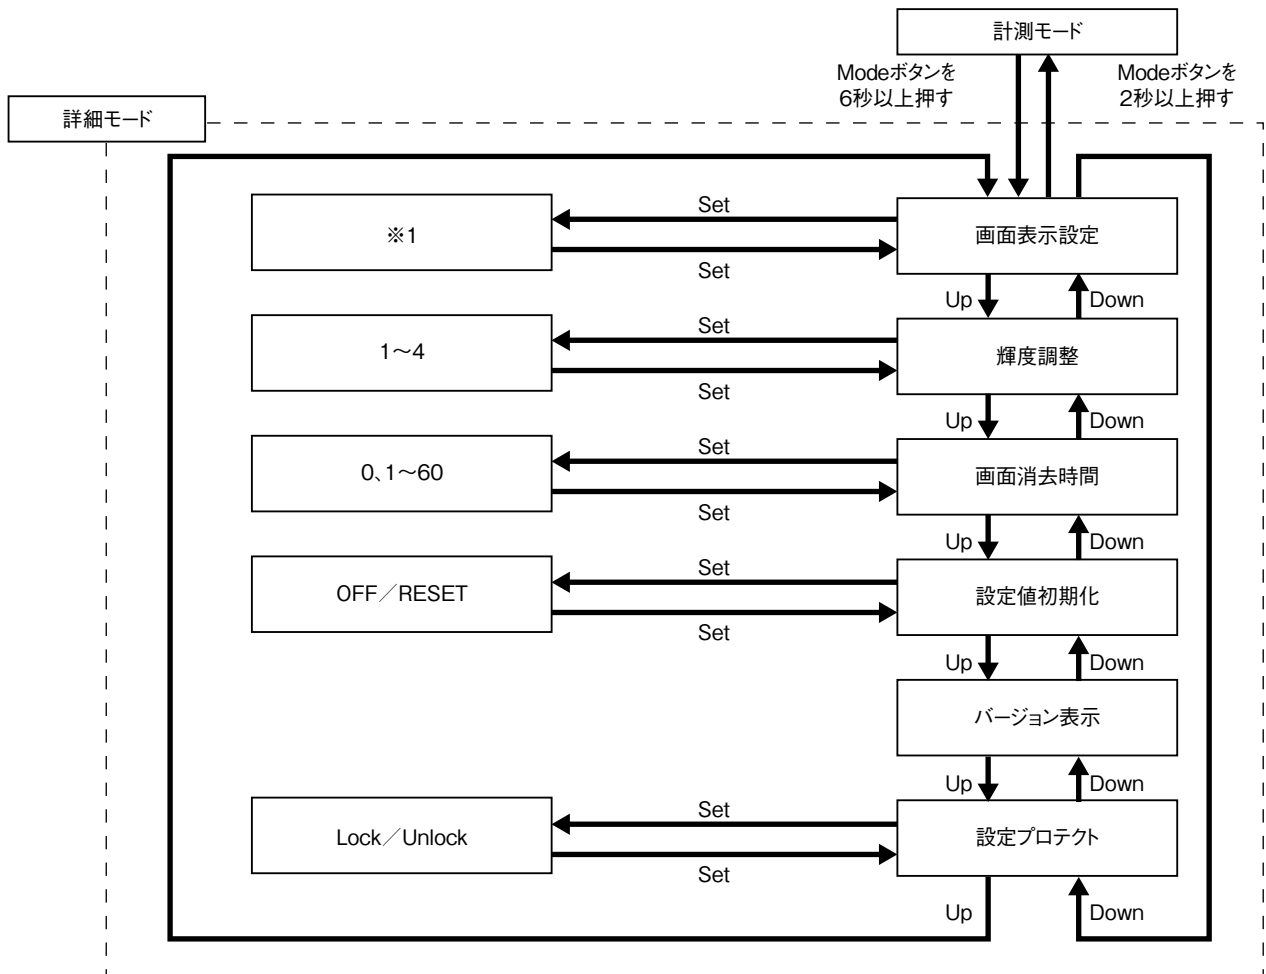 計測モード
Modeボタンを
6秒以上押す
Modeボタンを
2秒以上押す
詳細モード
※1
Set
Set
画面表示設定
Up
Down
1～4
Set
Set
輝度調整
Up
Down
0、1～60
Set
Set
画面消去時間
Up
Down
OFF／RESET
Set
Set
設定値初期化
Up
Down
バージョン表示
Up
Down
Lock／Unlock
Set
Set
設定プロテクト
Up
Down